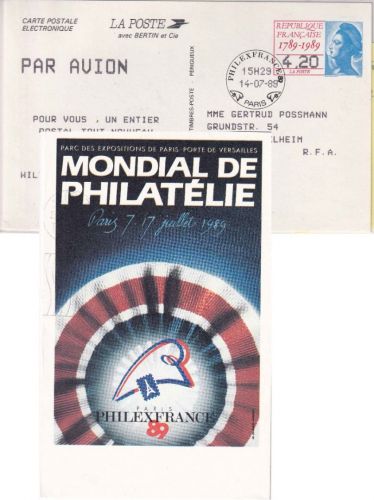 CARTE POSTALE
ELECTRONIQUE
LA POSTE
avec BERTIN et Cie
PAR AVION
POUR VOUS , UN ENTIER
POSTAL TOUT NOUVEAU
TIMBRES-POSTE - PERIGUEUX
PHILEXFRANCE 89
15H29
14-07-89
PARIS
REPUBLIQUE
FRANÇAISE
1789-1989
4,20
LA POSTE
MME GERTRUD POSSMANN
GRUNDSTR. 54
ELHEIM
R.F.A.
WIL
PARC DES EXPOSITIONS DE PARIS-PORTE DE VERSAILLES
MONDIAL DE
PHILATÉLIE
Paris 7-17 juillet 1989
PARIS
PHILEXFRANCE
89